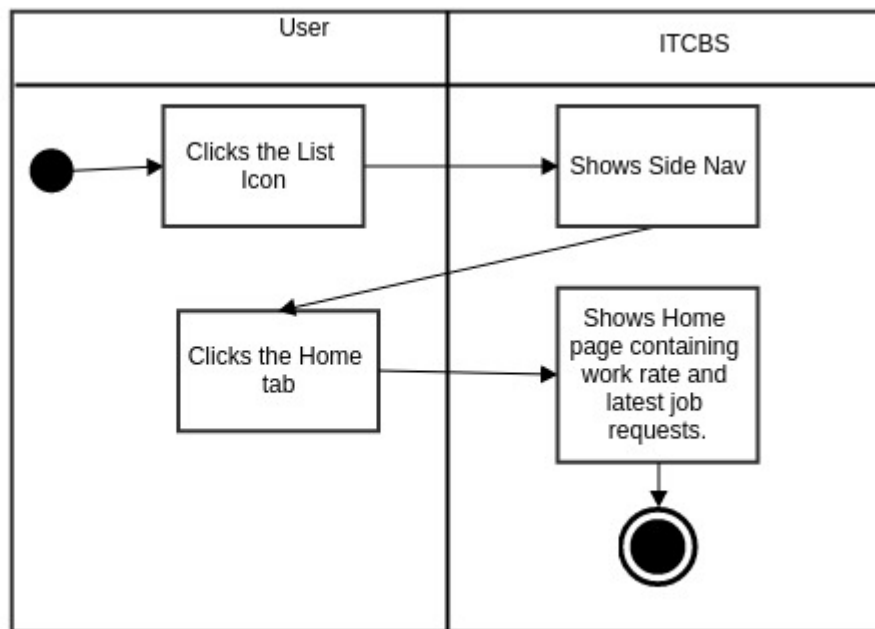 User
ITCBS
Clicks the List
Icon
Shows Side Nav
Clicks the Home
tab
Shows Home
page containing
work rate and
latest job
requests.